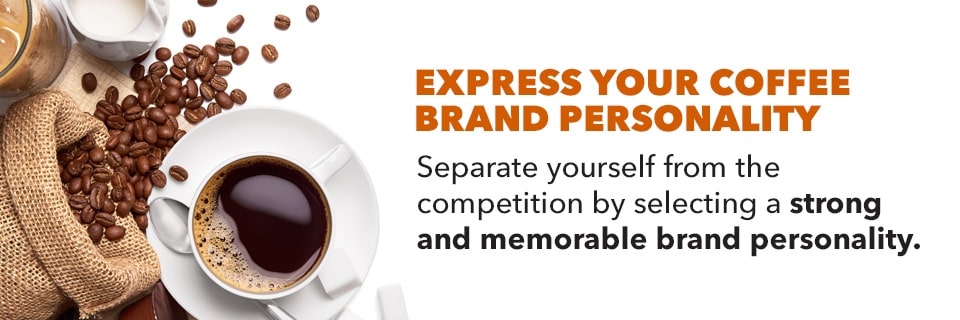 EXPRESS YOUR COFFEE
BRAND PERSONALITY
Separate yourself from the
competition by selecting a strong
and memorable brand personality.